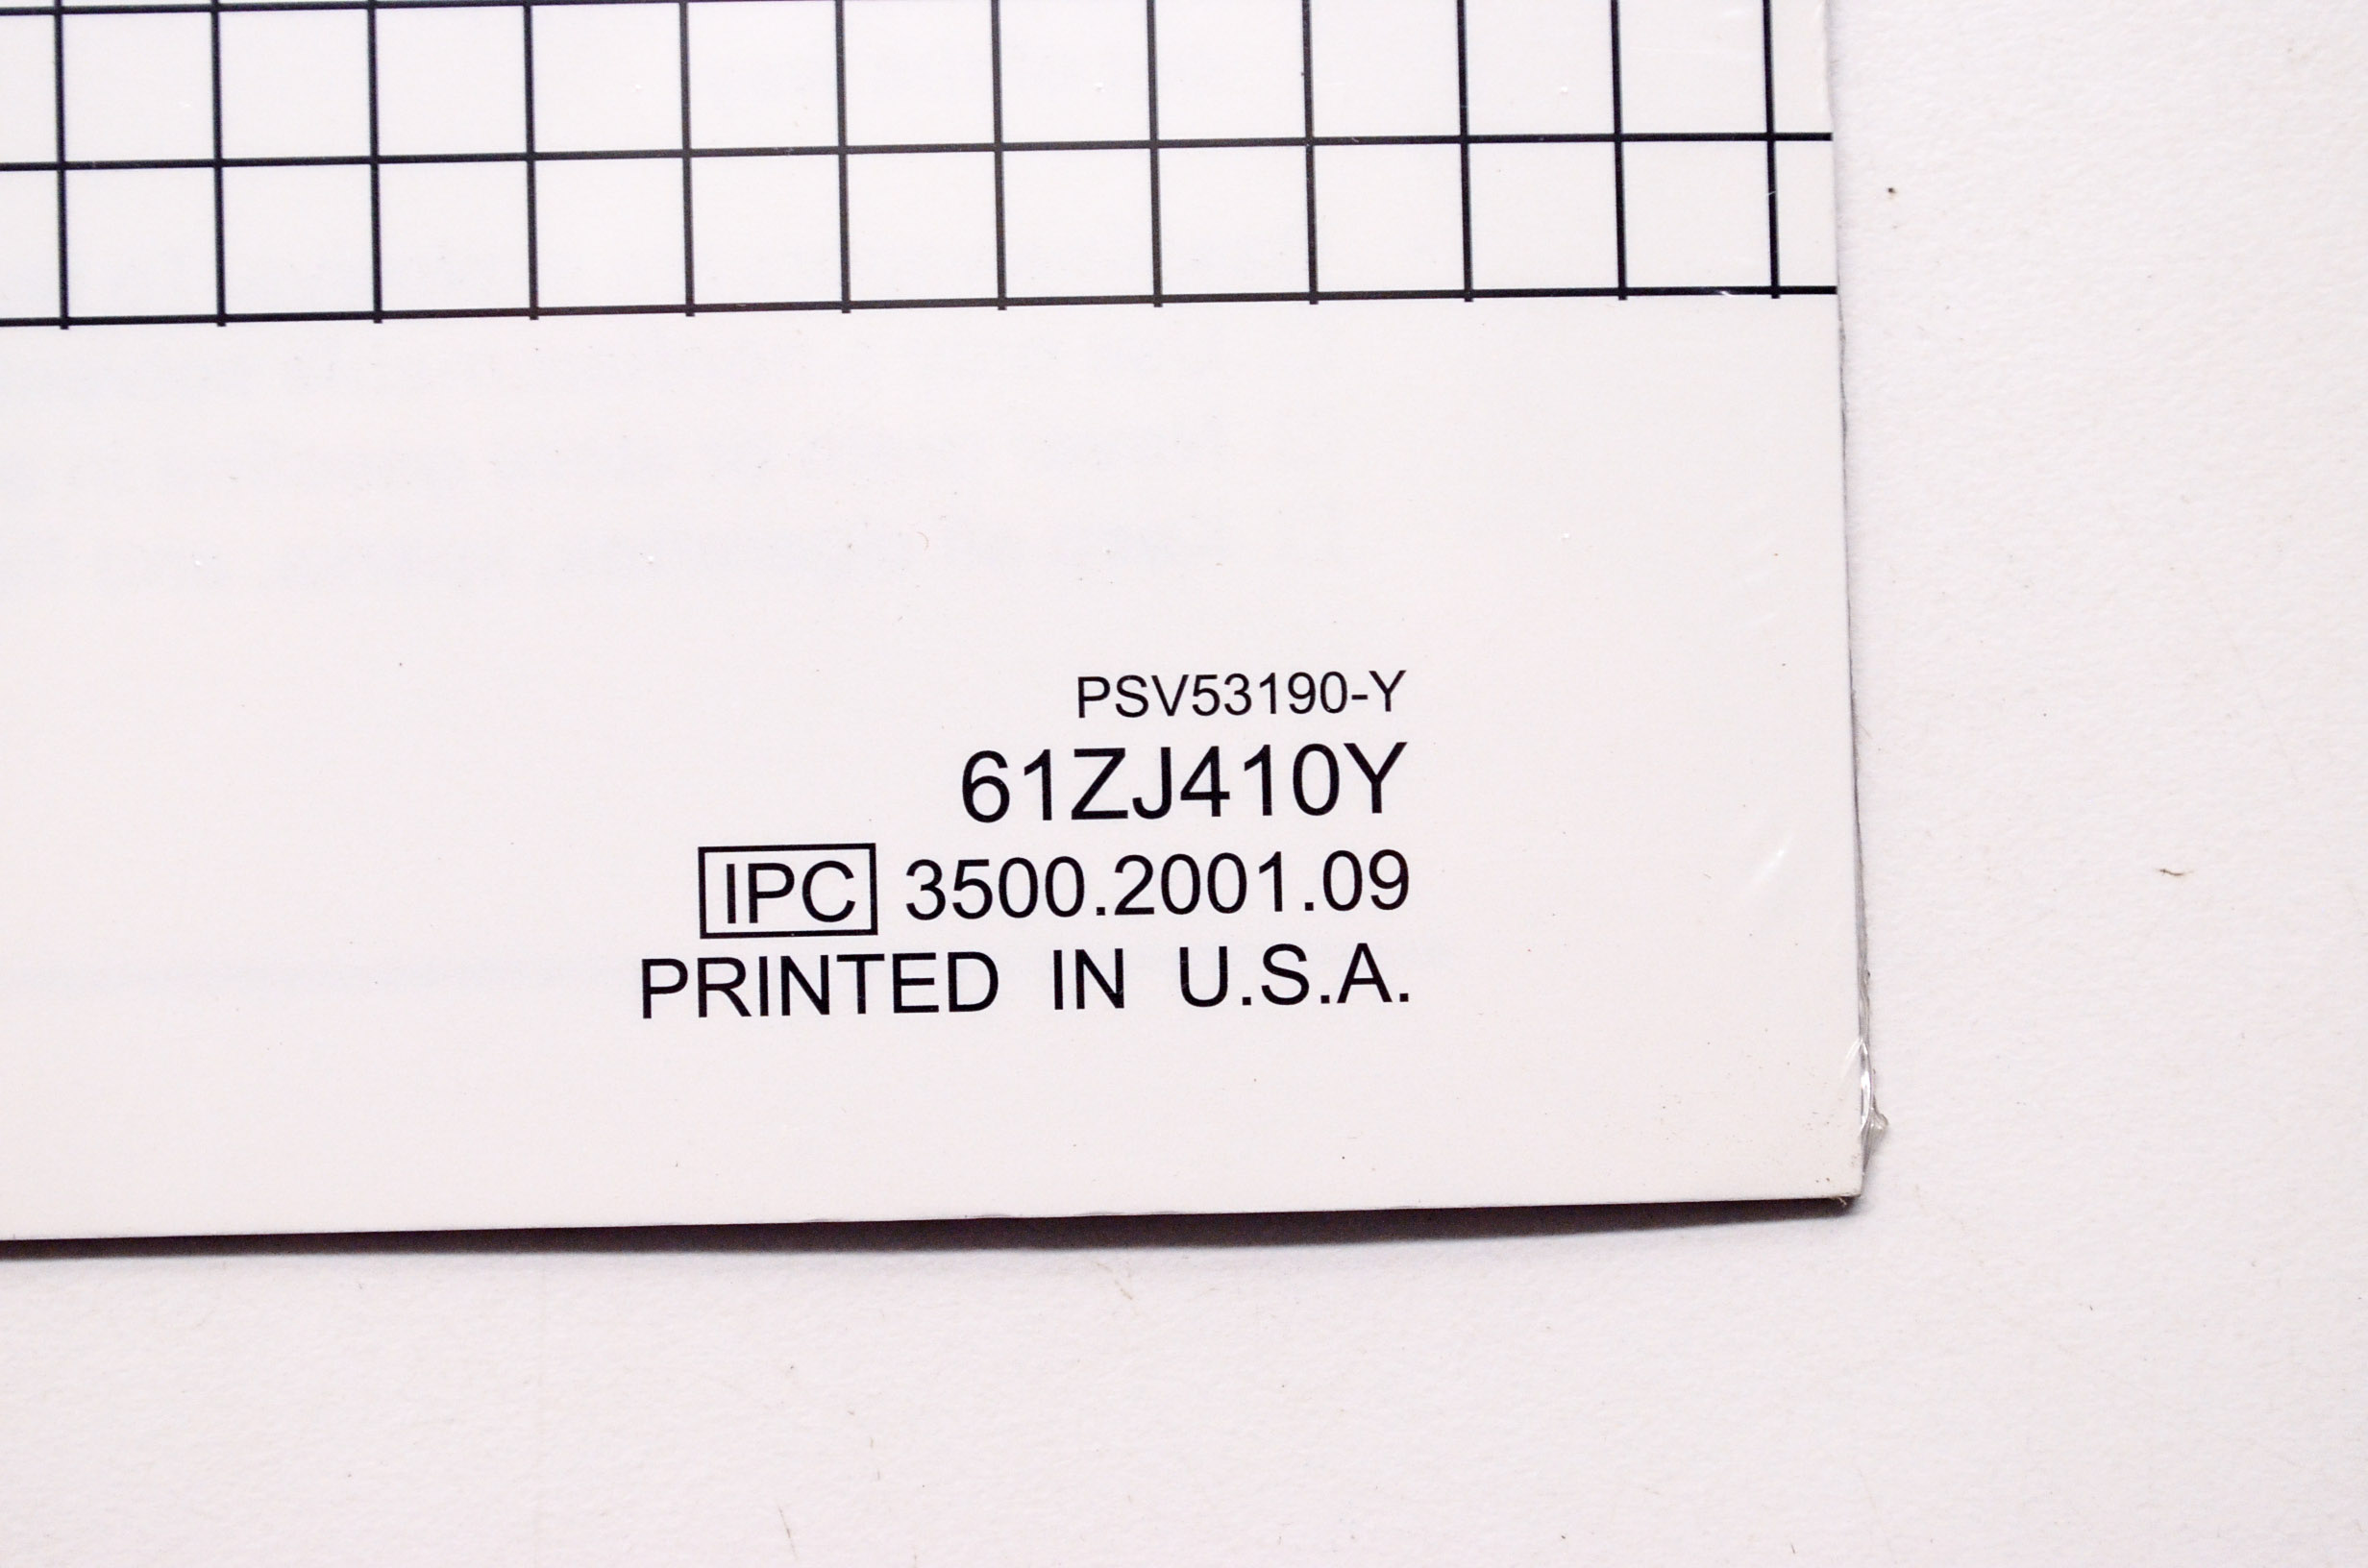 PSV53190-Y
61ZJ410Y
IPC 3500.2001.09
PRINTED IN U.S.A.